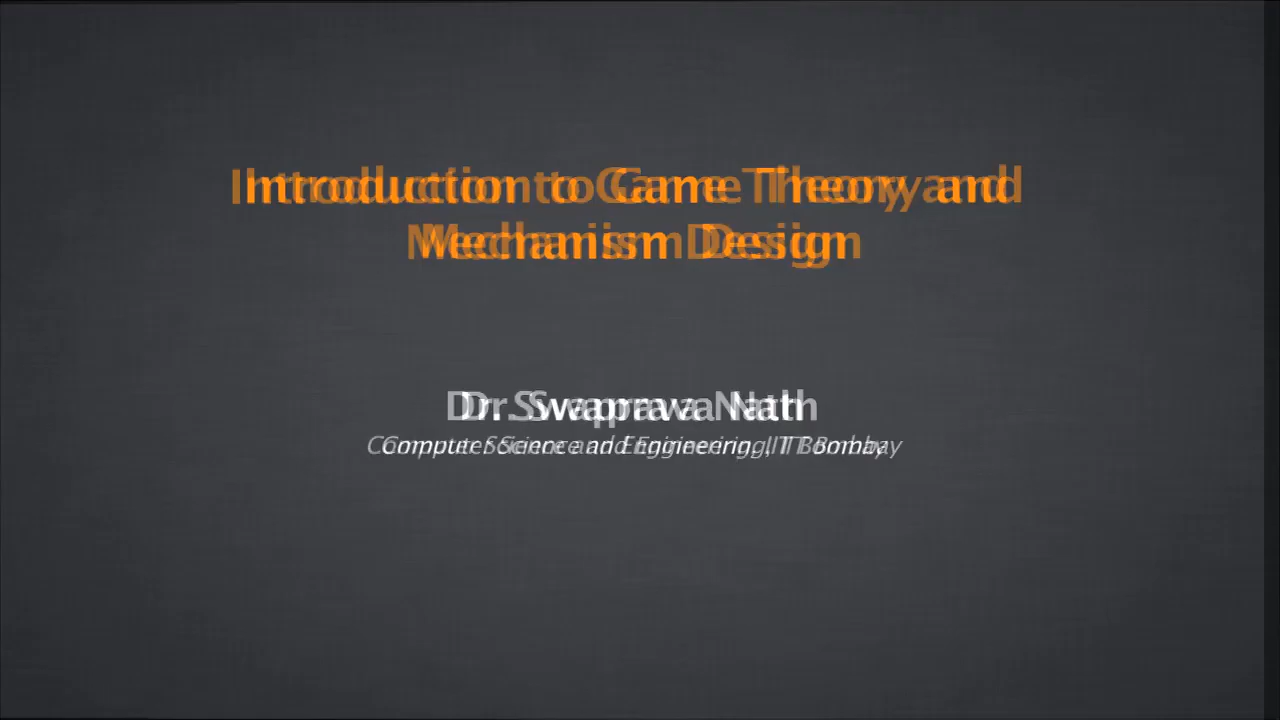 Introduction to Game Theory and
Mechanism Design
Dr. Swaprava Nath
Computer Science and Engineering, IIT Bombay